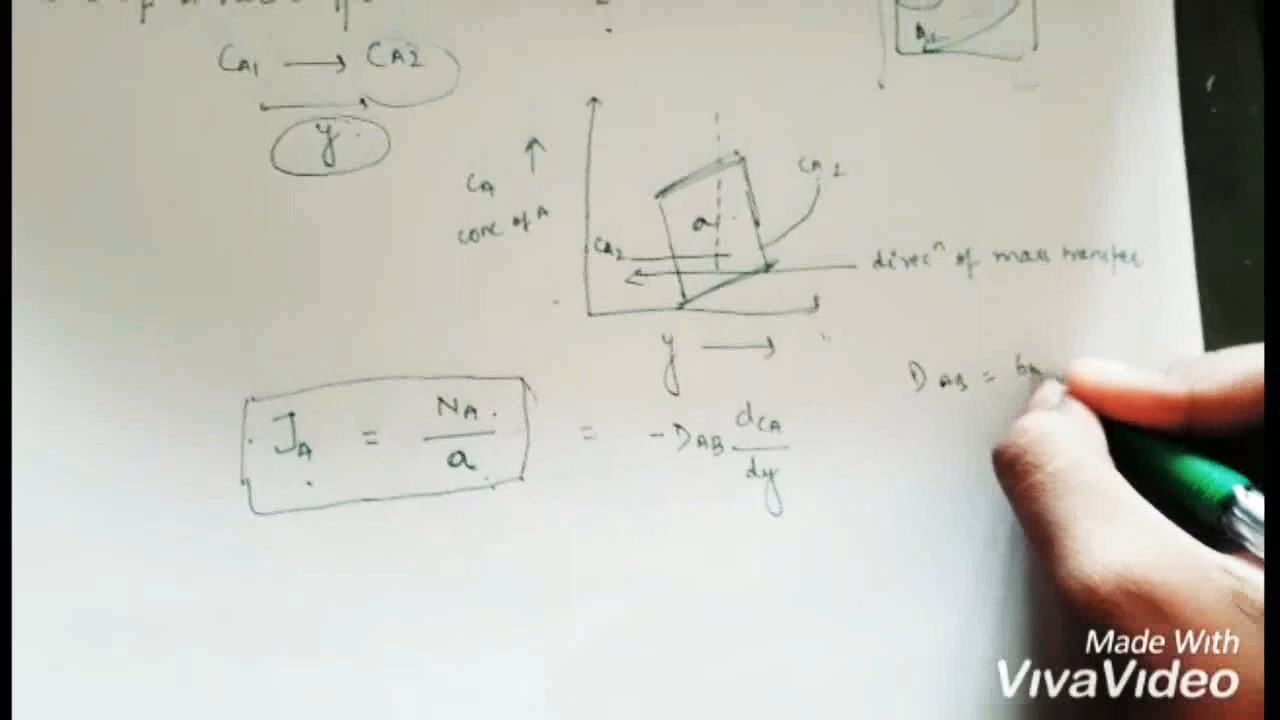 CA1 → CA2
y
CA ↑
conc of A
a
CA2
CA2
direcⁿ of mass transfer
y →
JA = NA / a = -DAB dCA / dy
DAB =
Made With
VivaVideo